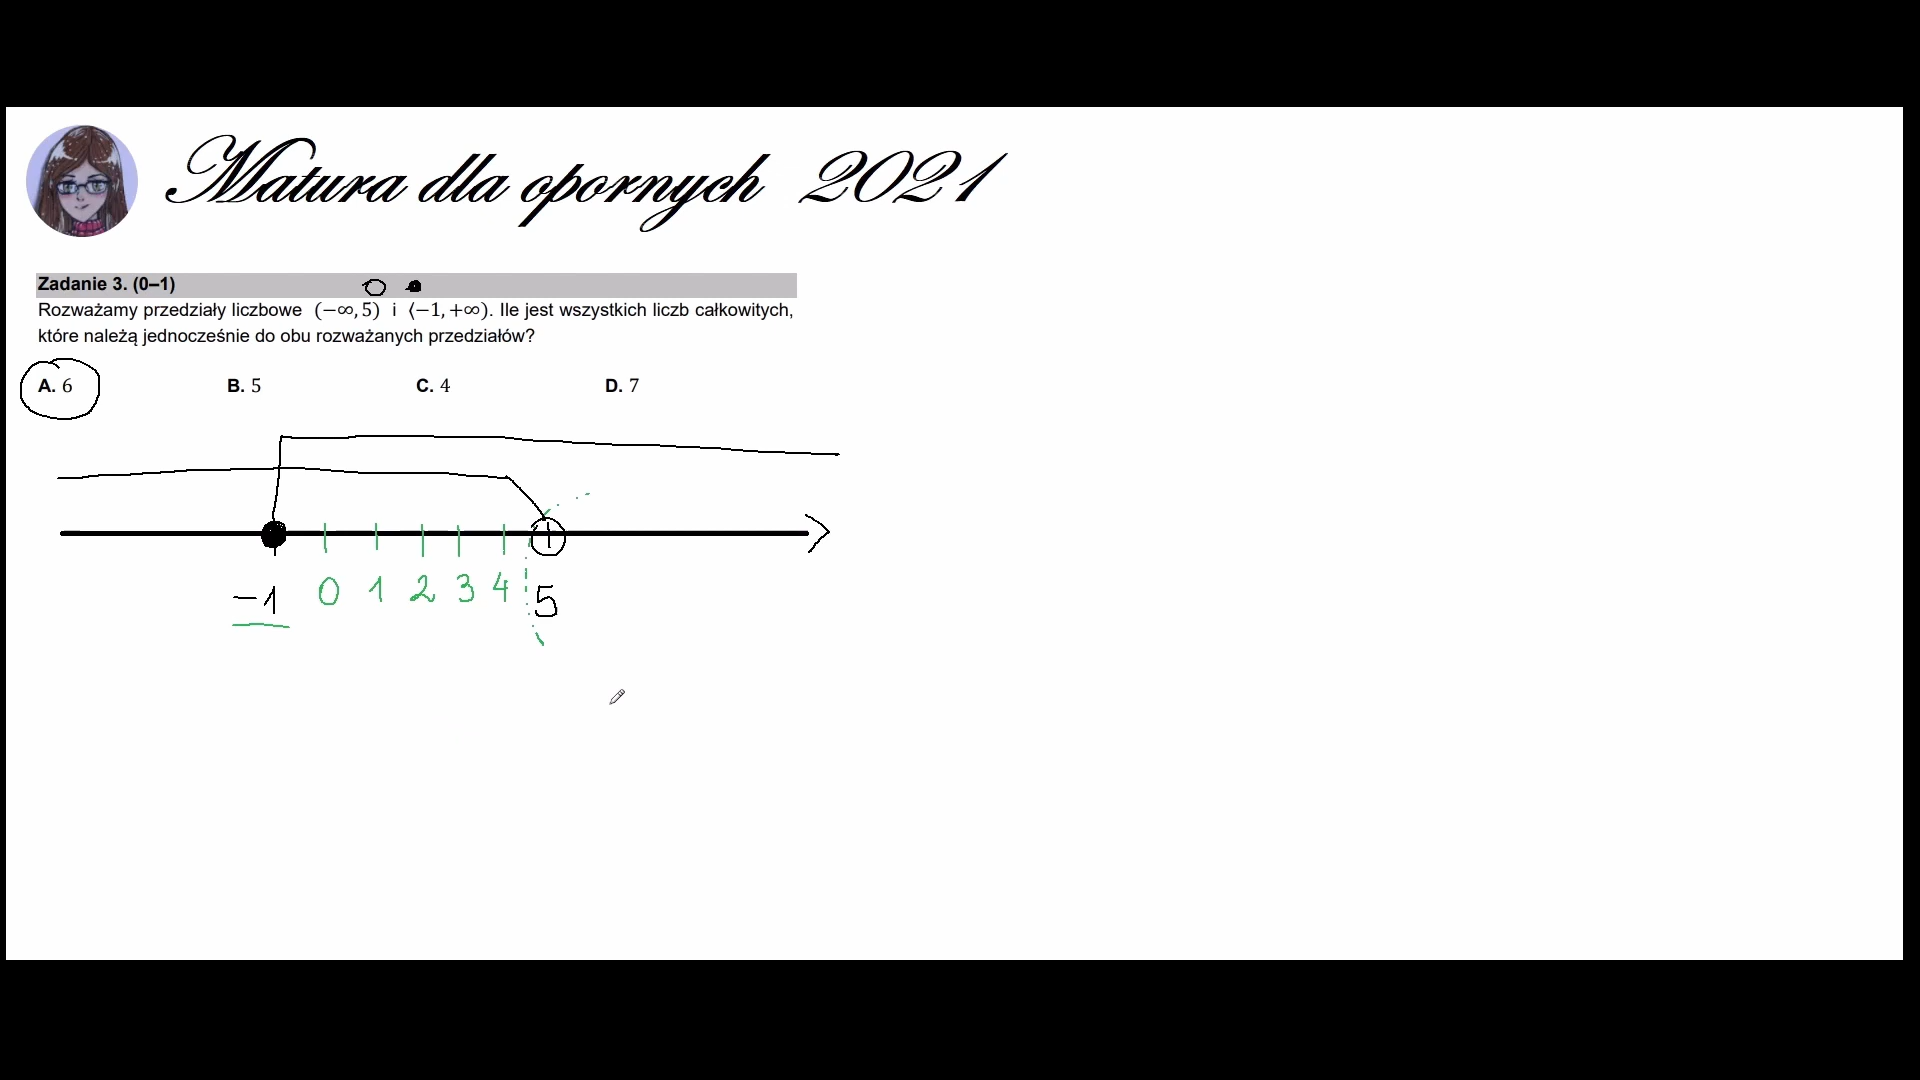 Matura dla opornych 2021
Zadanie 3. (0–1)
Rozważamy przedziały liczbowe (−∞, 5) i ⟨−1, +∞). Ile jest wszystkich liczb całkowitych,
które należą jednocześnie do obu rozważanych przedziałów?
A. 6 B. 5 C. 4 D. 7
−1 0 1 2 3 4 5